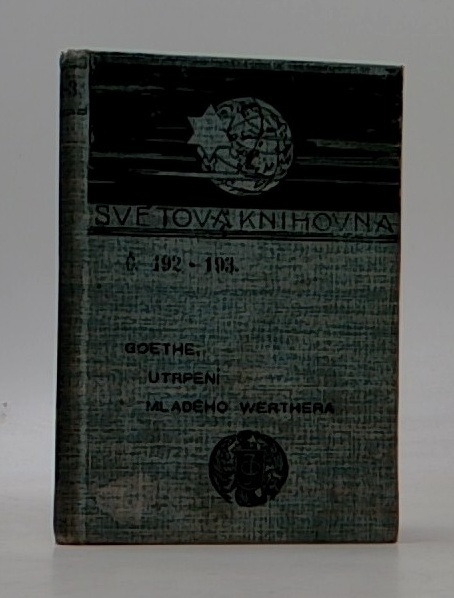 SVĚTOVÁ KNIHOVNA
Č. 192-193.
GOETHE,
UTRPENÍ
MLADÉHO WERTHERA